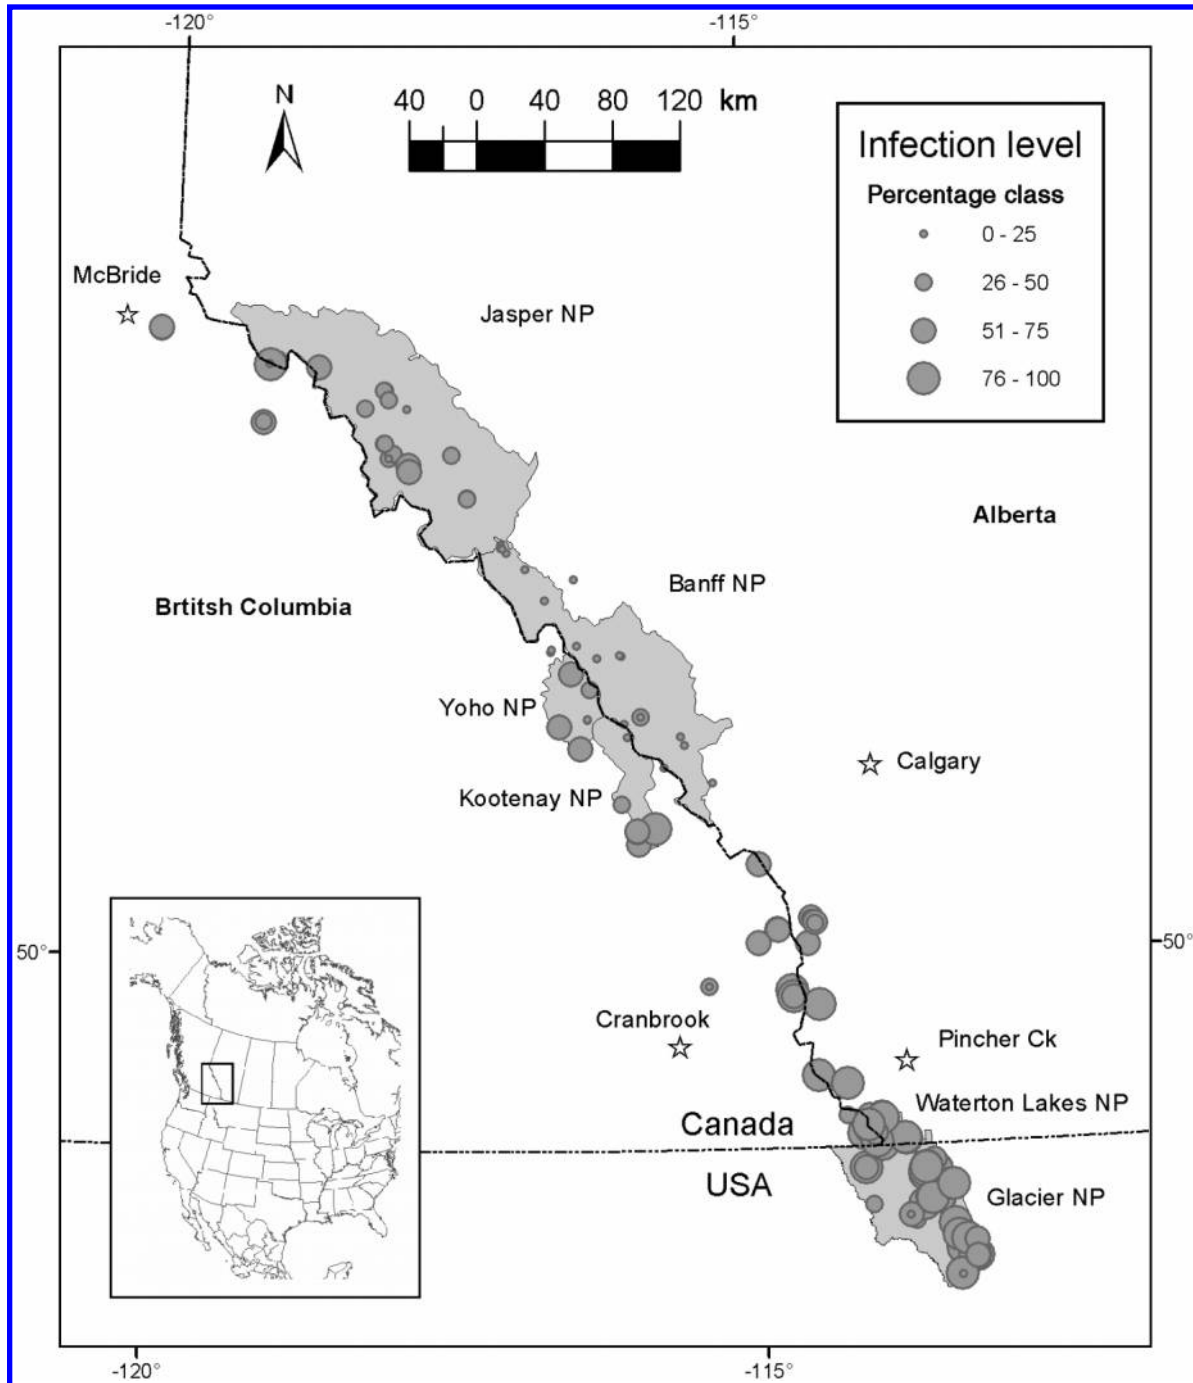 -120°
-115°
N
40 0 40 80 120 km
Infection level
Percentage class
0 - 25
26 - 50
51 - 75
76 - 100
McBride
Jasper NP
Alberta
Banff NP
Brtitsh Columbia
Yoho NP
Calgary
Kootenay NP
50°
50°
Cranbrook
Pincher Ck
Waterton Lakes NP
Canada
USA
Glacier NP
-120°
-115°